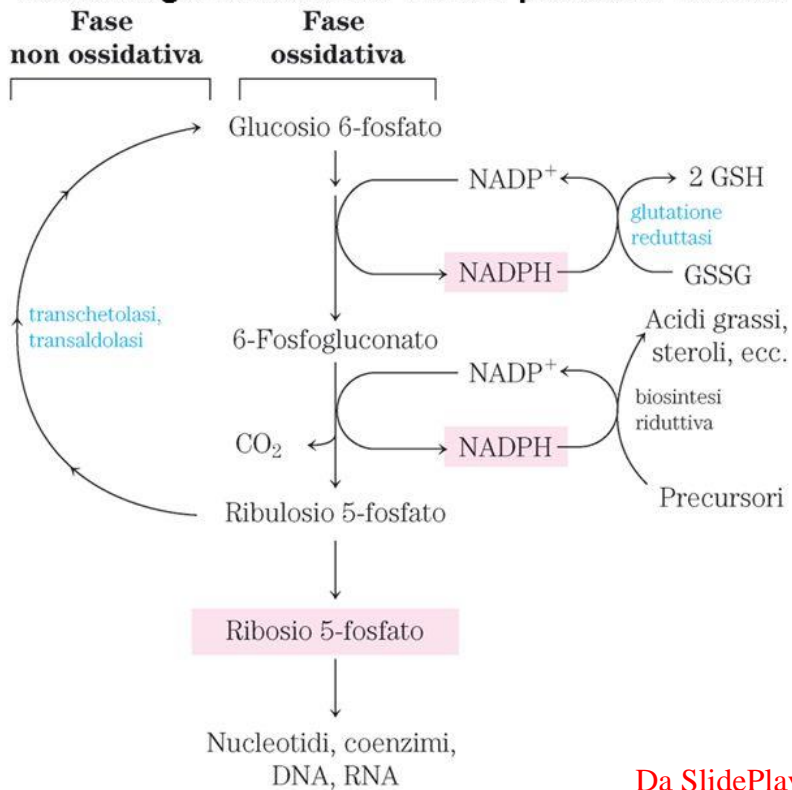 Fase
non ossidativa
Fase
ossidativa
Glucosio 6-fosfato
NADP+
2 GSH
glutatione
reduttasi
NADPH
GSSG
transchetolasi,
transaldolasi
6-Fosfogluconato
Acidi grassi,
steroli, ecc.
NADP+
biosintesi
riduttiva
CO₂
NADPH
Precursori
Ribulosio 5-fosfato
Ribosio 5-fosfato
Nucleotidi, coenzimi,
DNA, RNA
Da SlidePlay